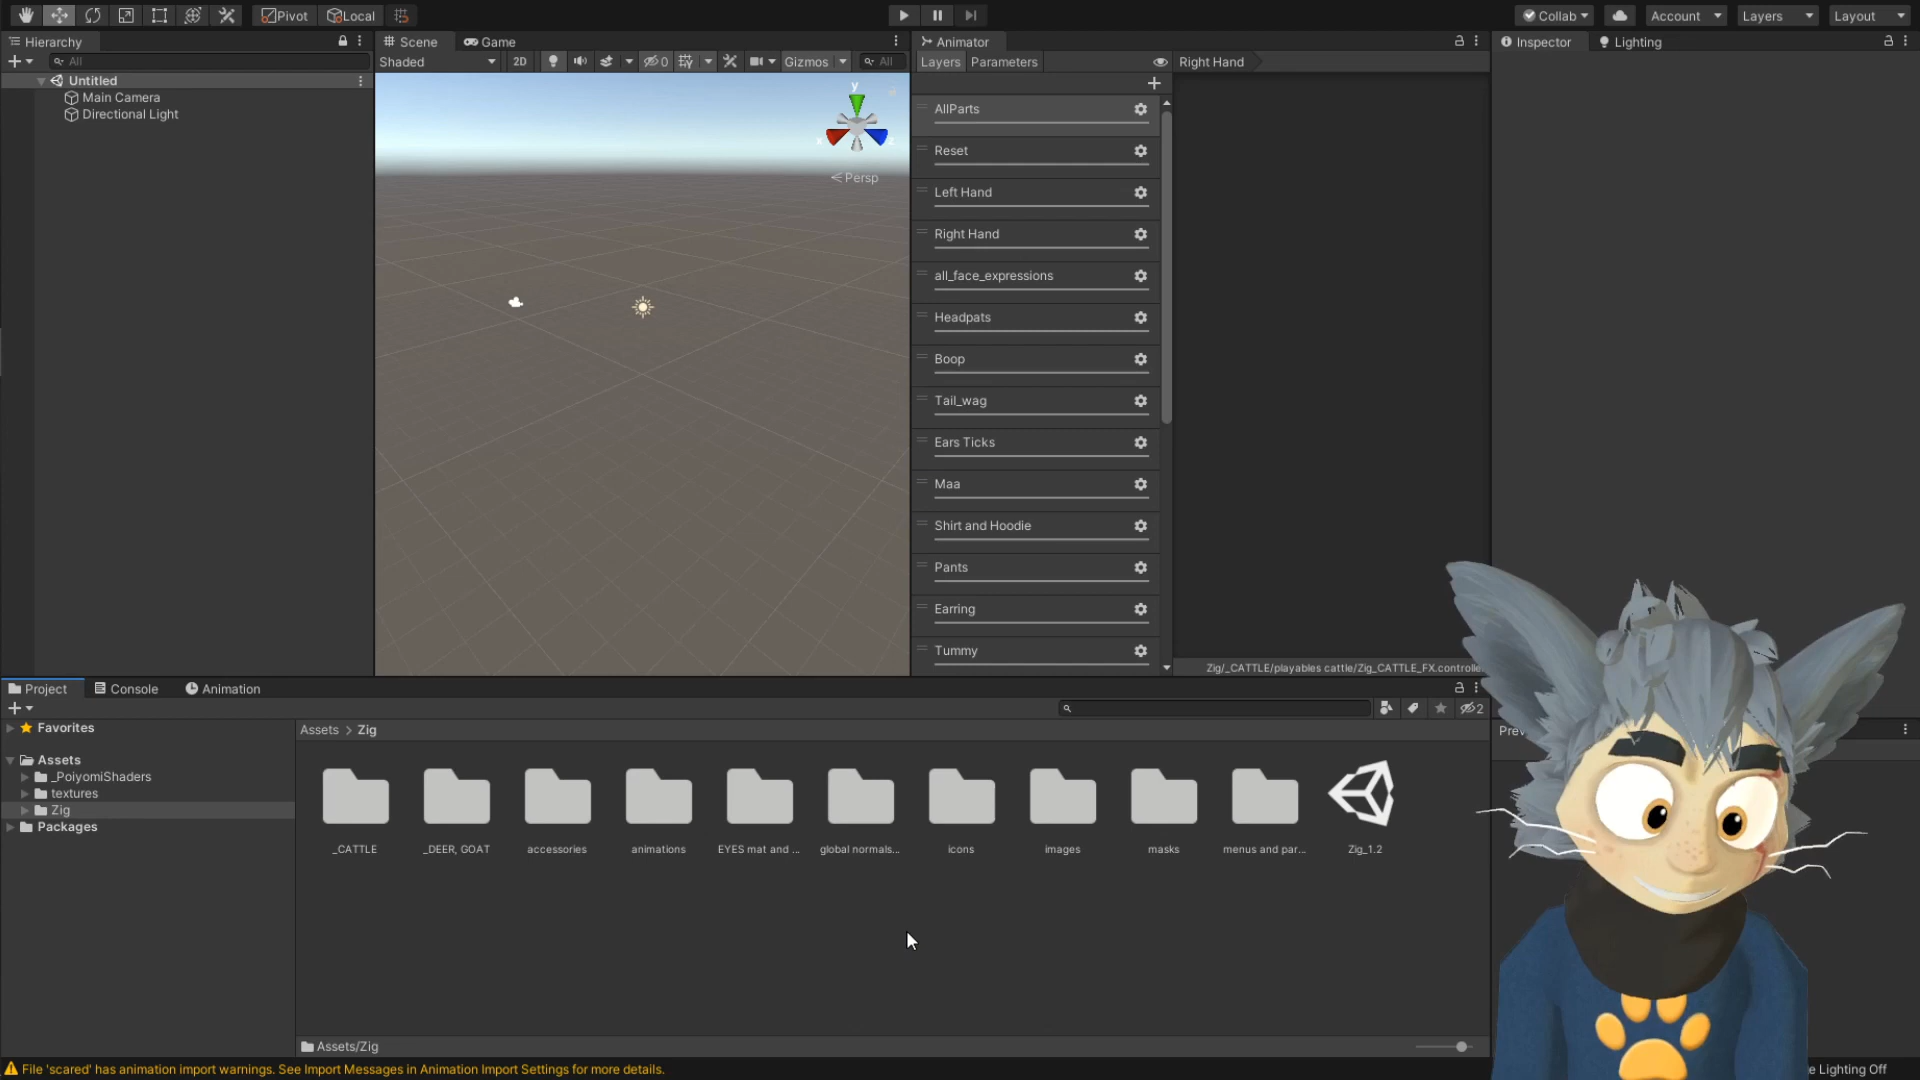 Pivot
Local
Collab
Account
Layers
Layout
Hierarchy
All
Untitled
Main Camera
Directional Light
Scene
Game
Shaded
2D
0
Gizmos
All
y
x
z
Persp
Animator
Layers
Parameters
Right Hand
AllParts
Reset
Left Hand
Right Hand
all_face_expressions
Headpats
Boop
Tail_wag
Ears Ticks
Maa
Shirt and Hoodie
Pants
Earring
Tummy
Zig/_CATTLE/playables cattle/Zig_CATTLE_FX.controlle
Inspector
Lighting
Prev
Project
Console
Animation
2
Favorites
Assets
_PoiyomiShaders
textures
Zig
Packages
Assets > Zig
_CATTLE
_DEER, GOAT
accessories
animations
EYES mat and ...
global normals...
icons
images
masks
menus and par...
Zig_1.2
Assets/Zig
File 'scared' has animation import warnings. See Import Messages in Animation Import Settings for more details.
e Lighting Off